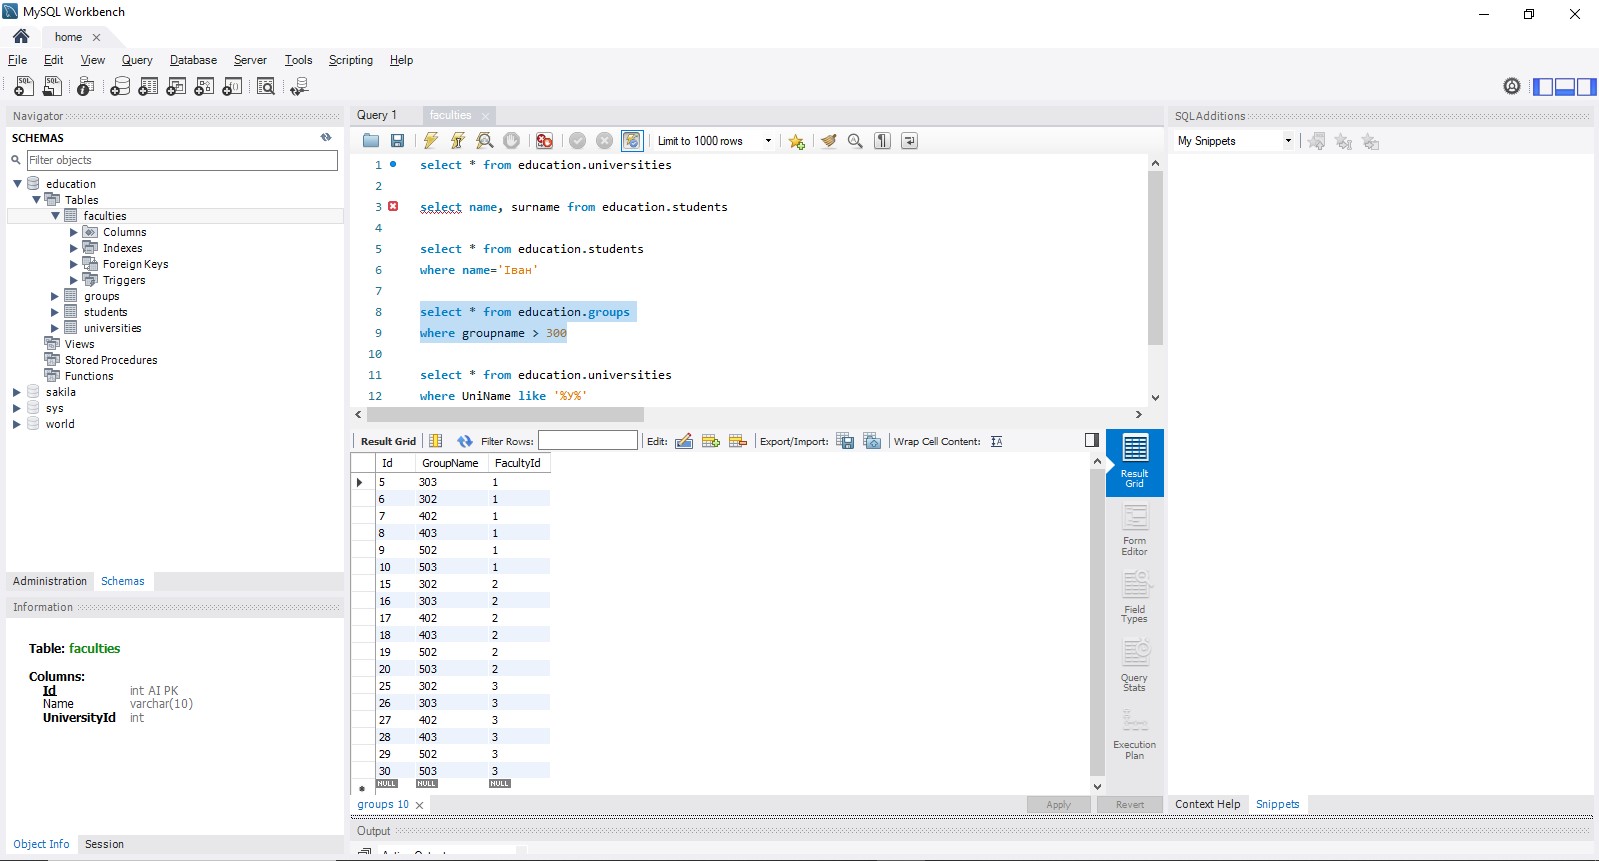 MySQL Workbench
home
File Edit View Query Database Server Tools Scripting Help
Navigator
SCHEMAS
Filter objects
education
Tables
faculties
Columns
Indexes
Foreign Keys
Triggers
groups
students
universities
Views
Stored Procedures
Functions
sakila
sys
world
Administration Schemas
Information
Table: faculties
Columns:
Id int AI PK
Name varchar(10)
UniversityId int
Object Info Session
Query 1 faculties
Limit to 1000 rows
1 select * from education.universities
2
3 select name, surname from education.students
4
5 select * from education.students
6 where name='Іван'
7
8 select * from education.groups
9 where groupname > 300
10
11 select * from education.universities
12 where UniName like '%У%'
Result Grid Filter Rows: Edit: Export/Import: Wrap Cell Content:
Id GroupName FacultyId
5 303 1
6 302 1
7 402 1
8 403 1
9 502 1
10 503 1
15 302 2
16 303 2
17 402 2
18 403 2
19 502 2
20 503 2
25 302 3
26 303 3
27 402 3
28 403 3
29 502 3
30 503 3
NULL NULL NULL
Result
Grid
Form
Editor
Field
Types
Query
Stats
Execution
Plan
groups 10 Apply Revert
Output
SQLAdditions
My Snippets
Context Help Snippets